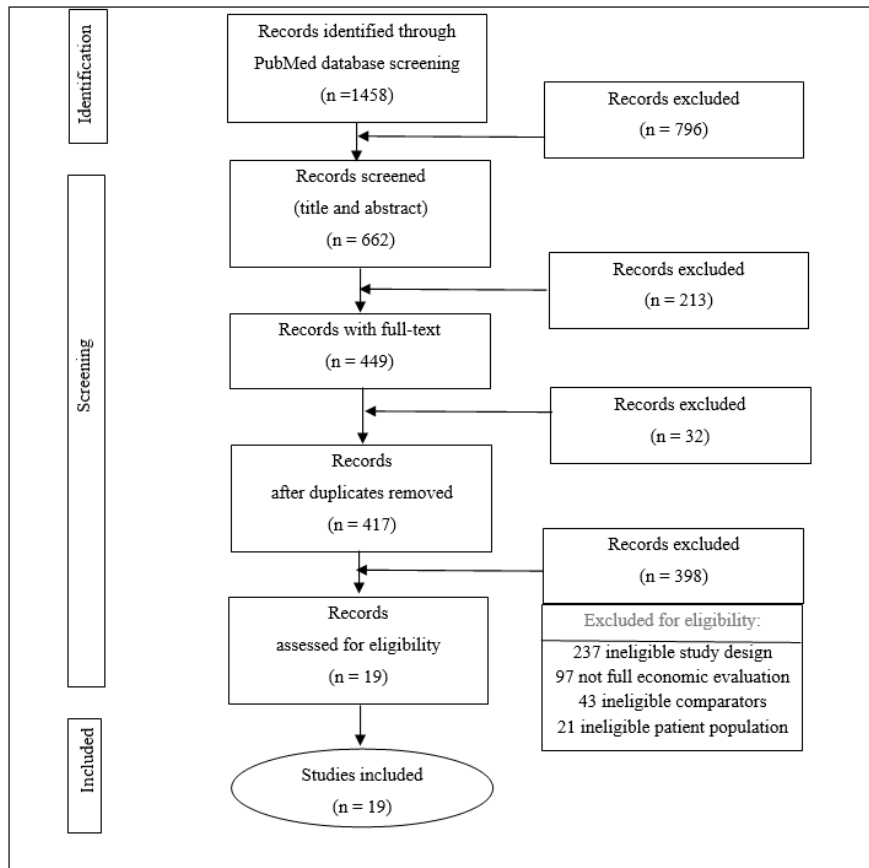 Identification
Records identified through
PubMed database screening
(n =1458)
Records excluded
(n = 796)
Screening
Records screened
(title and abstract)
(n = 662)
Records excluded
(n = 213)
Records with full-text
(n = 449)
Records excluded
(n = 32)
Records
after duplicates removed
(n = 417)
Records excluded
(n = 398)
Excluded for eligibility:
237 ineligible study design
97 not full economic evaluation
43 ineligible comparators
21 ineligible patient population
Records
assessed for eligibility
(n = 19)
Included
Studies included
(n = 19)